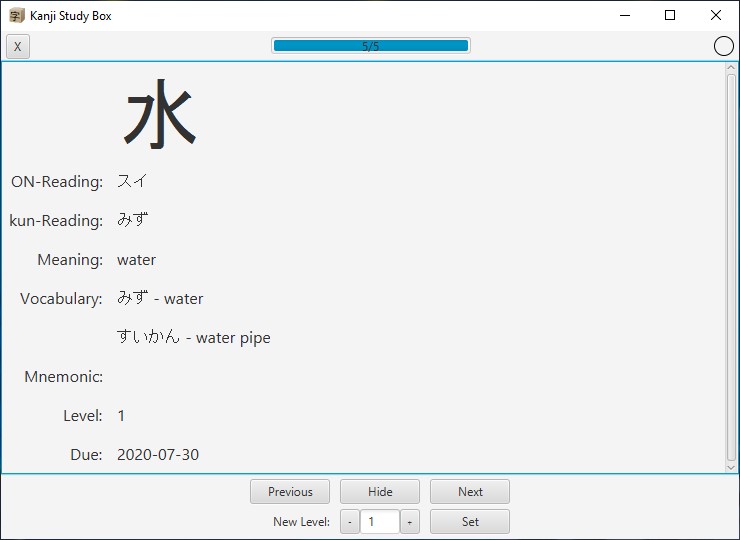 字 Kanji Study Box
X 5/5
水
ON-Reading: スイ
kun-Reading: みず
Meaning: water
Vocabulary: みず - water
すいかん - water pipe
Mnemonic:
Level: 1
Due: 2020-07-30
Previous Hide Next
New Level: - 1 + Set